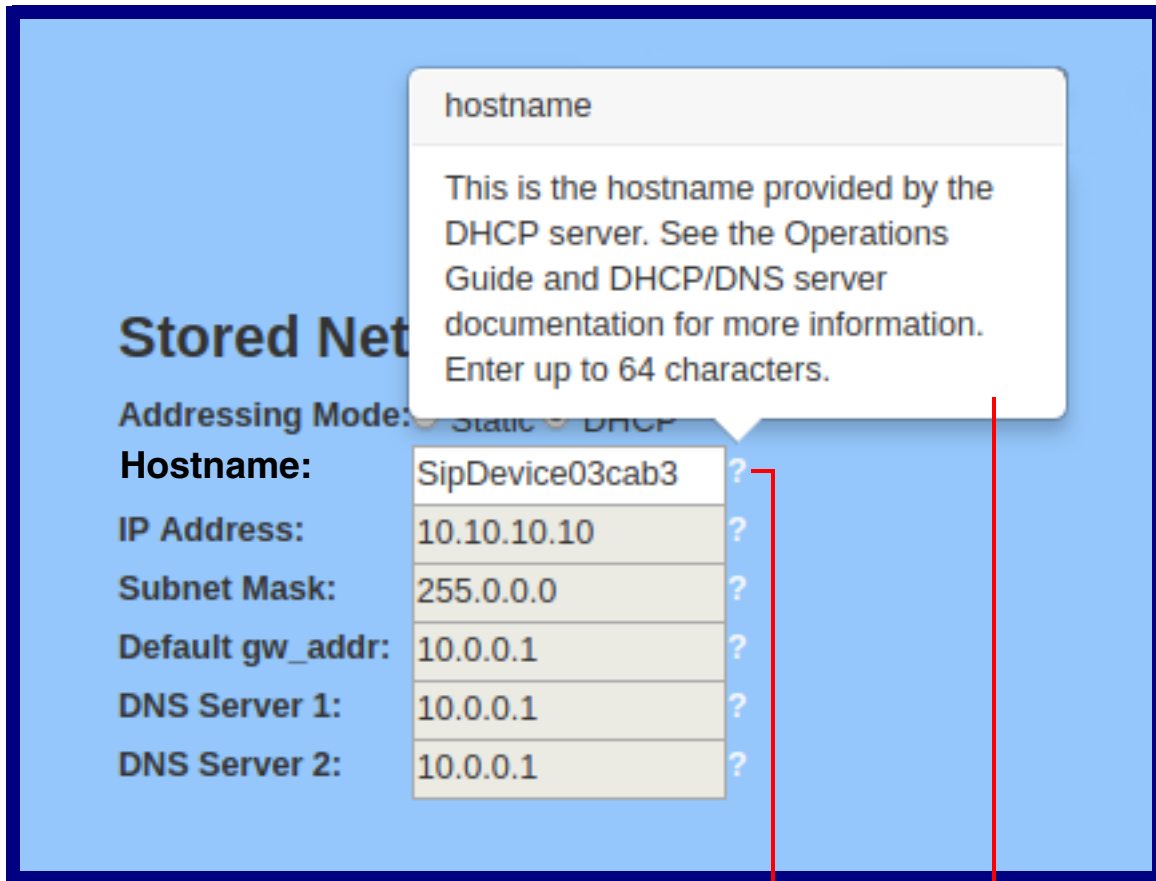 hostname
This is the hostname provided by the
DHCP server. See the Operations
Guide and DHCP/DNS server
documentation for more information.
Enter up to 64 characters.
Stored Net
Addressing Mode: Static DHCP
Hostname: SipDevice03cab3 ?
IP Address: 10.10.10.10 ?
Subnet Mask: 255.0.0.0 ?
Default gw_addr: 10.0.0.1 ?
DNS Server 1: 10.0.0.1 ?
DNS Server 2: 10.0.0.1 ?